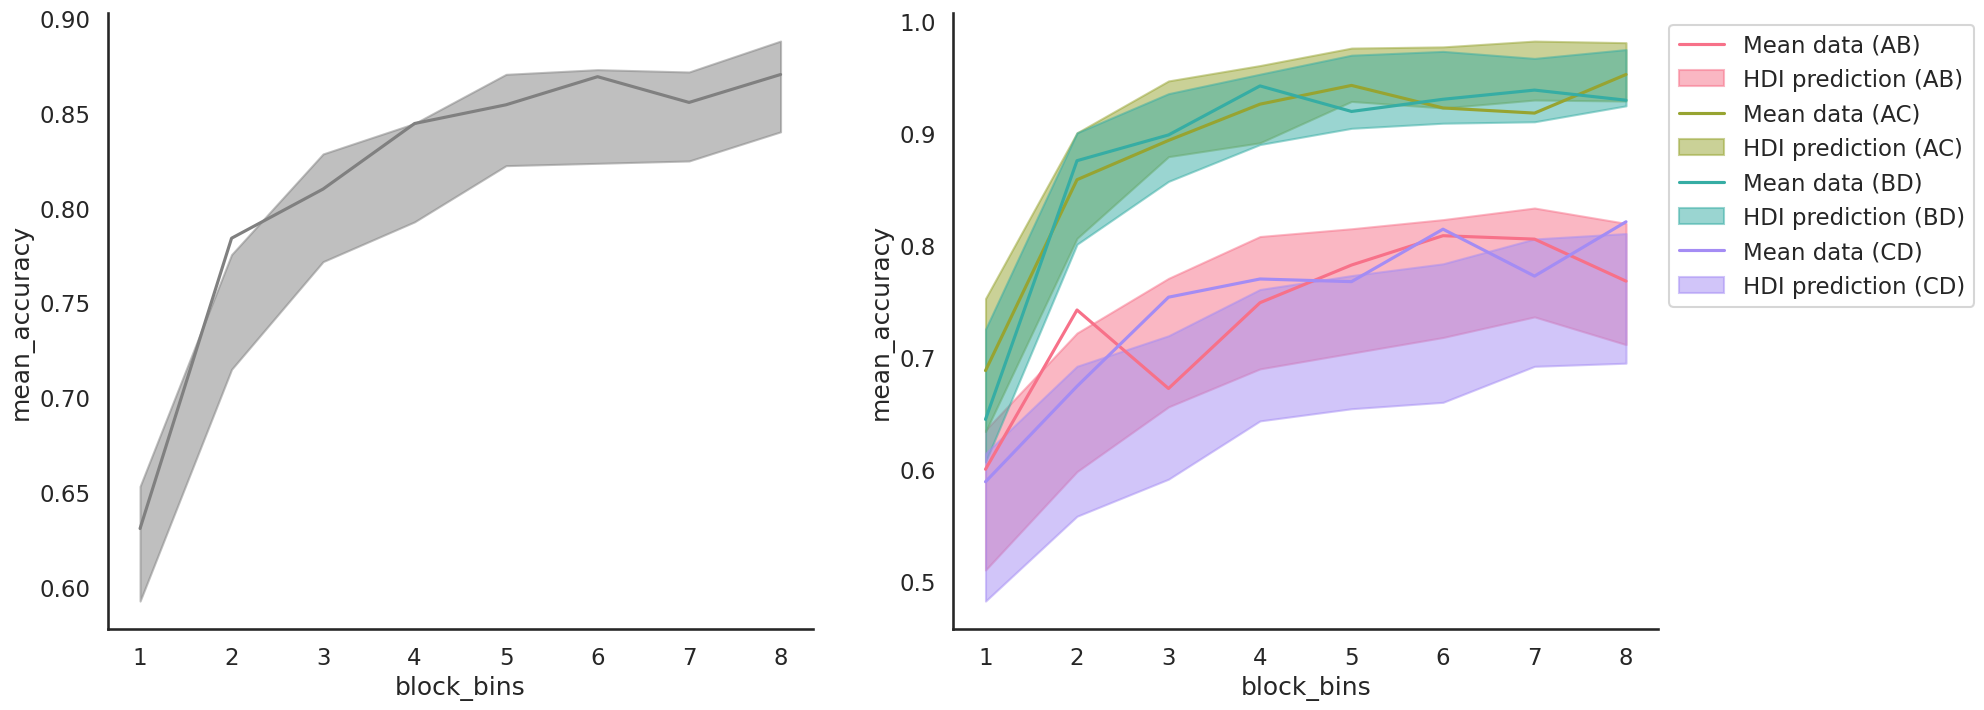 mean_accuracy
0.90
0.85
0.80
0.75
0.70
0.65
0.60
1 2 3 4 5 6 7 8
block_bins
mean_accuracy
1.0
0.9
0.8
0.7
0.6
0.5
1 2 3 4 5 6 7 8
block_bins
Mean data (AB)
HDI prediction (AB)
Mean data (AC)
HDI prediction (AC)
Mean data (BD)
HDI prediction (BD)
Mean data (CD)
HDI prediction (CD)